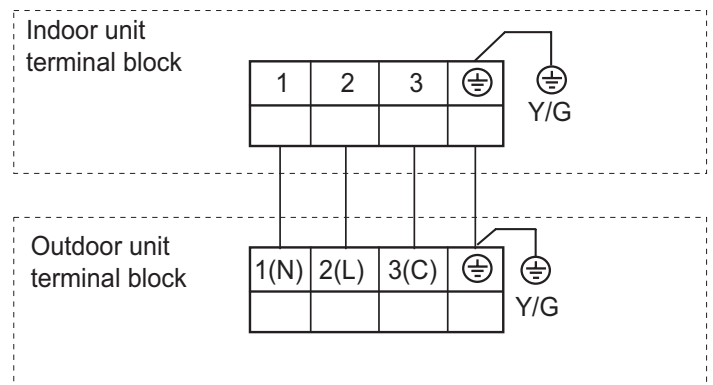 Indoor unit
terminal block
1 2 3
Y/G
Outdoor unit
terminal block
1(N) 2(L) 3(C)
Y/G